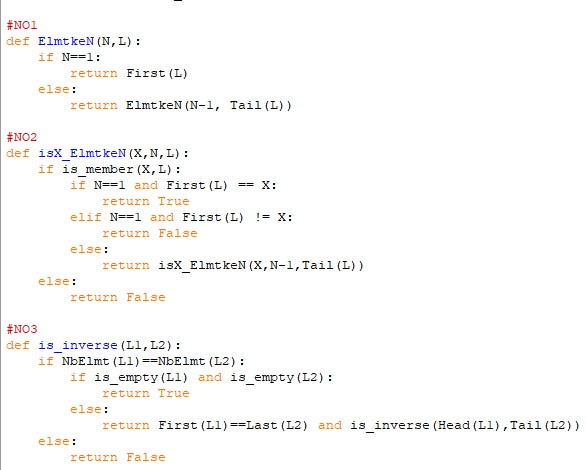 #NO1
def ElmtkeN(N,L):
    if N==1:
        return First(L)
    else:
        return ElmtkeN(N-1, Tail(L))
#NO2
def isX_ElmtkeN(X,N,L):
    if is_member(X,L):
        if N==1 and First(L) == X:
            return True
        elif N==1 and First(L) != X:
            return False
        else:
            return isX_ElmtkeN(X,N-1,Tail(L))
    else:
        return False
#NO3
def is_inverse(L1,L2):
    if NbElmt(L1)==NbElmt(L2):
        if is_empty(L1) and is_empty(L2):
            return True
        else:
            return First(L1)==Last(L2) and is_inverse(Head(L1),Tail(L2))
    else:
        return False